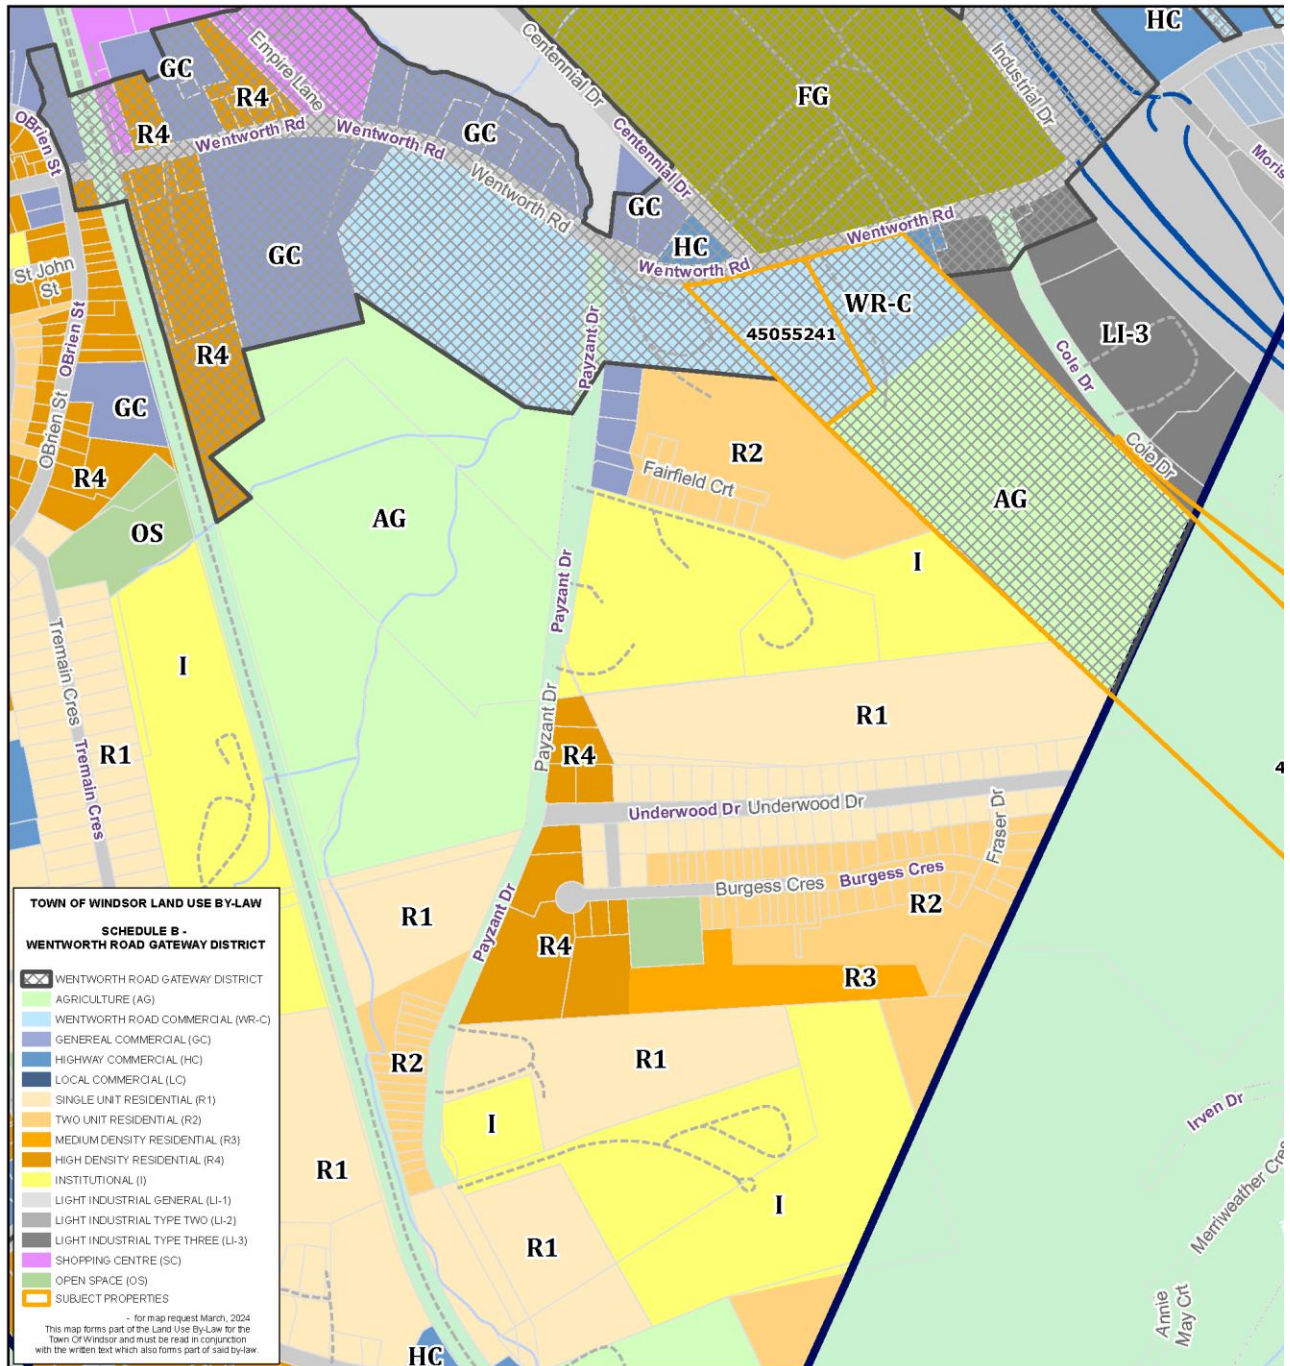 HC
GC
Empire Lane
Centennial Dr
Industrial Dr
FG
R4
R4
OBrien St
Wentworth Rd
Wentworth Rd
GC
Centennial Dr
Moris
Wentworth Rd
GC
Wentworth Rd
HC
Wentworth Rd
GC
St John
St
WR-C
45055241
LI-3
OBrien St
R4
Payzant Dr
Cole Dr
GC
OBrien St
R4
R2
Fairfield Crt
Cole Dr
AG
AG
OS
I
Payzant Dr
Tremain Cres
I
Payzant Dr
R1
R1
Tremain Cres
R4
4
Underwood Dr
Underwood Dr
Fraser Dr
Burgess Cres
Burgess Cres
R1
Payzant Dr
R2
R4
R3
R2
R1
I
R1
I
R1
Irven Dr
Merriweather Cres
Annie
May Crt
HC
TOWN OF WINDSOR LAND USE BY-LAW
SCHEDULE B -
WENTWORTH ROAD GATEWAY DISTRICT
WENTWORTH ROAD GATEWAY DISTRICT
AGRICULTURE (AG)
WENTWORTH ROAD COMMERCIAL (WR-C)
GENEREAL COMMERCIAL (GC)
HIGHWAY COMMERCIAL (HC)
LOCAL COMMERCIAL (LC)
SINGLE UNIT RESIDENTIAL (R1)
TWO UNIT RESIDENTIAL (R2)
MEDIUM DENSITY RESIDENTIAL (R3)
HIGH DENSITY RESIDENTIAL (R4)
INSTITUTIONAL (I)
LIGHT INDUSTRIAL GENERAL (LI-1)
LIGHT INDUSTRIAL TYPE TWO (LI-2)
LIGHT INDUSTRIAL TYPE THREE (LI-3)
SHOPPING CENTRE (SC)
OPEN SPACE (OS)
SUBJECT PROPERTIES
- for map request March, 2024
This map forms part of the Land Use By-Law for the
Town Of Windsor and must be read in conjunction
with the written text which also forms part of said by-law.